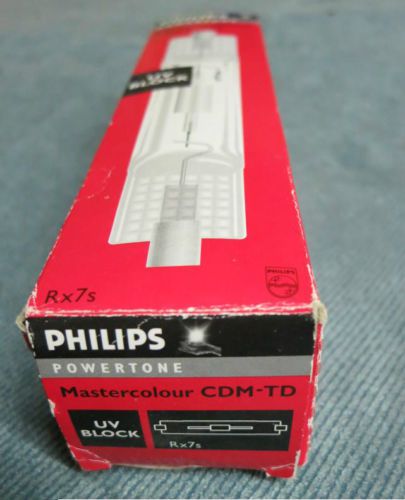 UV
BLOCK
Rx7s
PHILIPS
PHILIPS
POWERTONE
Mastercolour CDM-TD
UV
BLOCK
Rx7s